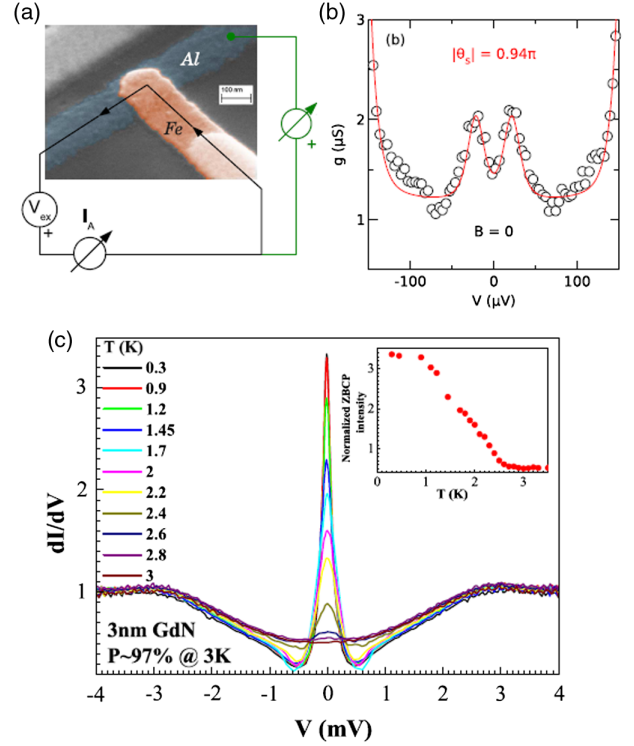 (a)
Al
100 nm
Fe
+
V_ex
+
I_A
(b)
(b)
|θ_s| = 0.94π
3
2
1
g (μS)
B = 0
-100
0
100
V (μV)
(c)
T (K)
0.3
0.9
1.2
1.45
1.7
2
2.2
2.4
2.6
2.8
3
3
2
1
dI/dV
3nm GdN
P~97% @ 3K
-4
-3
-2
-1
0
1
2
3
4
V (mV)
Normalized ZBCP
intensity
3
2
1
0
1
2
3
T (K)